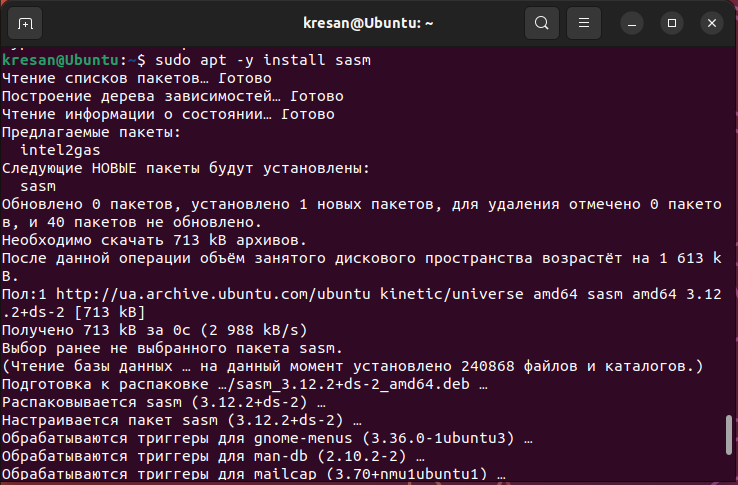 kresan@Ubuntu: ~
kresan@Ubuntu:~$ sudo apt -y install sasm
Чтение списков пакетов… Готово
Построение дерева зависимостей… Готово
Чтение информации о состоянии… Готово
Предлагаемые пакеты:
intel2gas
Следующие НОВЫЕ пакеты будут установлены:
sasm
Обновлено 0 пакетов, установлено 1 новых пакетов, для удаления отмечено 0 пакето
в, и 40 пакетов не обновлено.
Необходимо скачать 713 kB архивов.
После данной операции объём занятого дискового пространства возрастёт на 1 613 k
B.
Пол:1 http://ua.archive.ubuntu.com/ubuntu kinetic/universe amd64 sasm amd64 3.12
.2+ds-2 [713 kB]
Получено 713 kB за 0с (2 988 kB/s)
Выбор ранее не выбранного пакета sasm.
(Чтение базы данных … на данный момент установлено 240868 файлов и каталогов.)
Подготовка к распаковке …/sasm_3.12.2+ds-2_amd64.deb …
Распаковывается sasm (3.12.2+ds-2) …
Настраивается пакет sasm (3.12.2+ds-2) …
Обрабатываются триггеры для gnome-menus (3.36.0-1ubuntu3) …
Обрабатываются триггеры для man-db (2.10.2-2) …
Обрабатываются триггеры для mailcap (3.70+nmu1ubuntu1) …